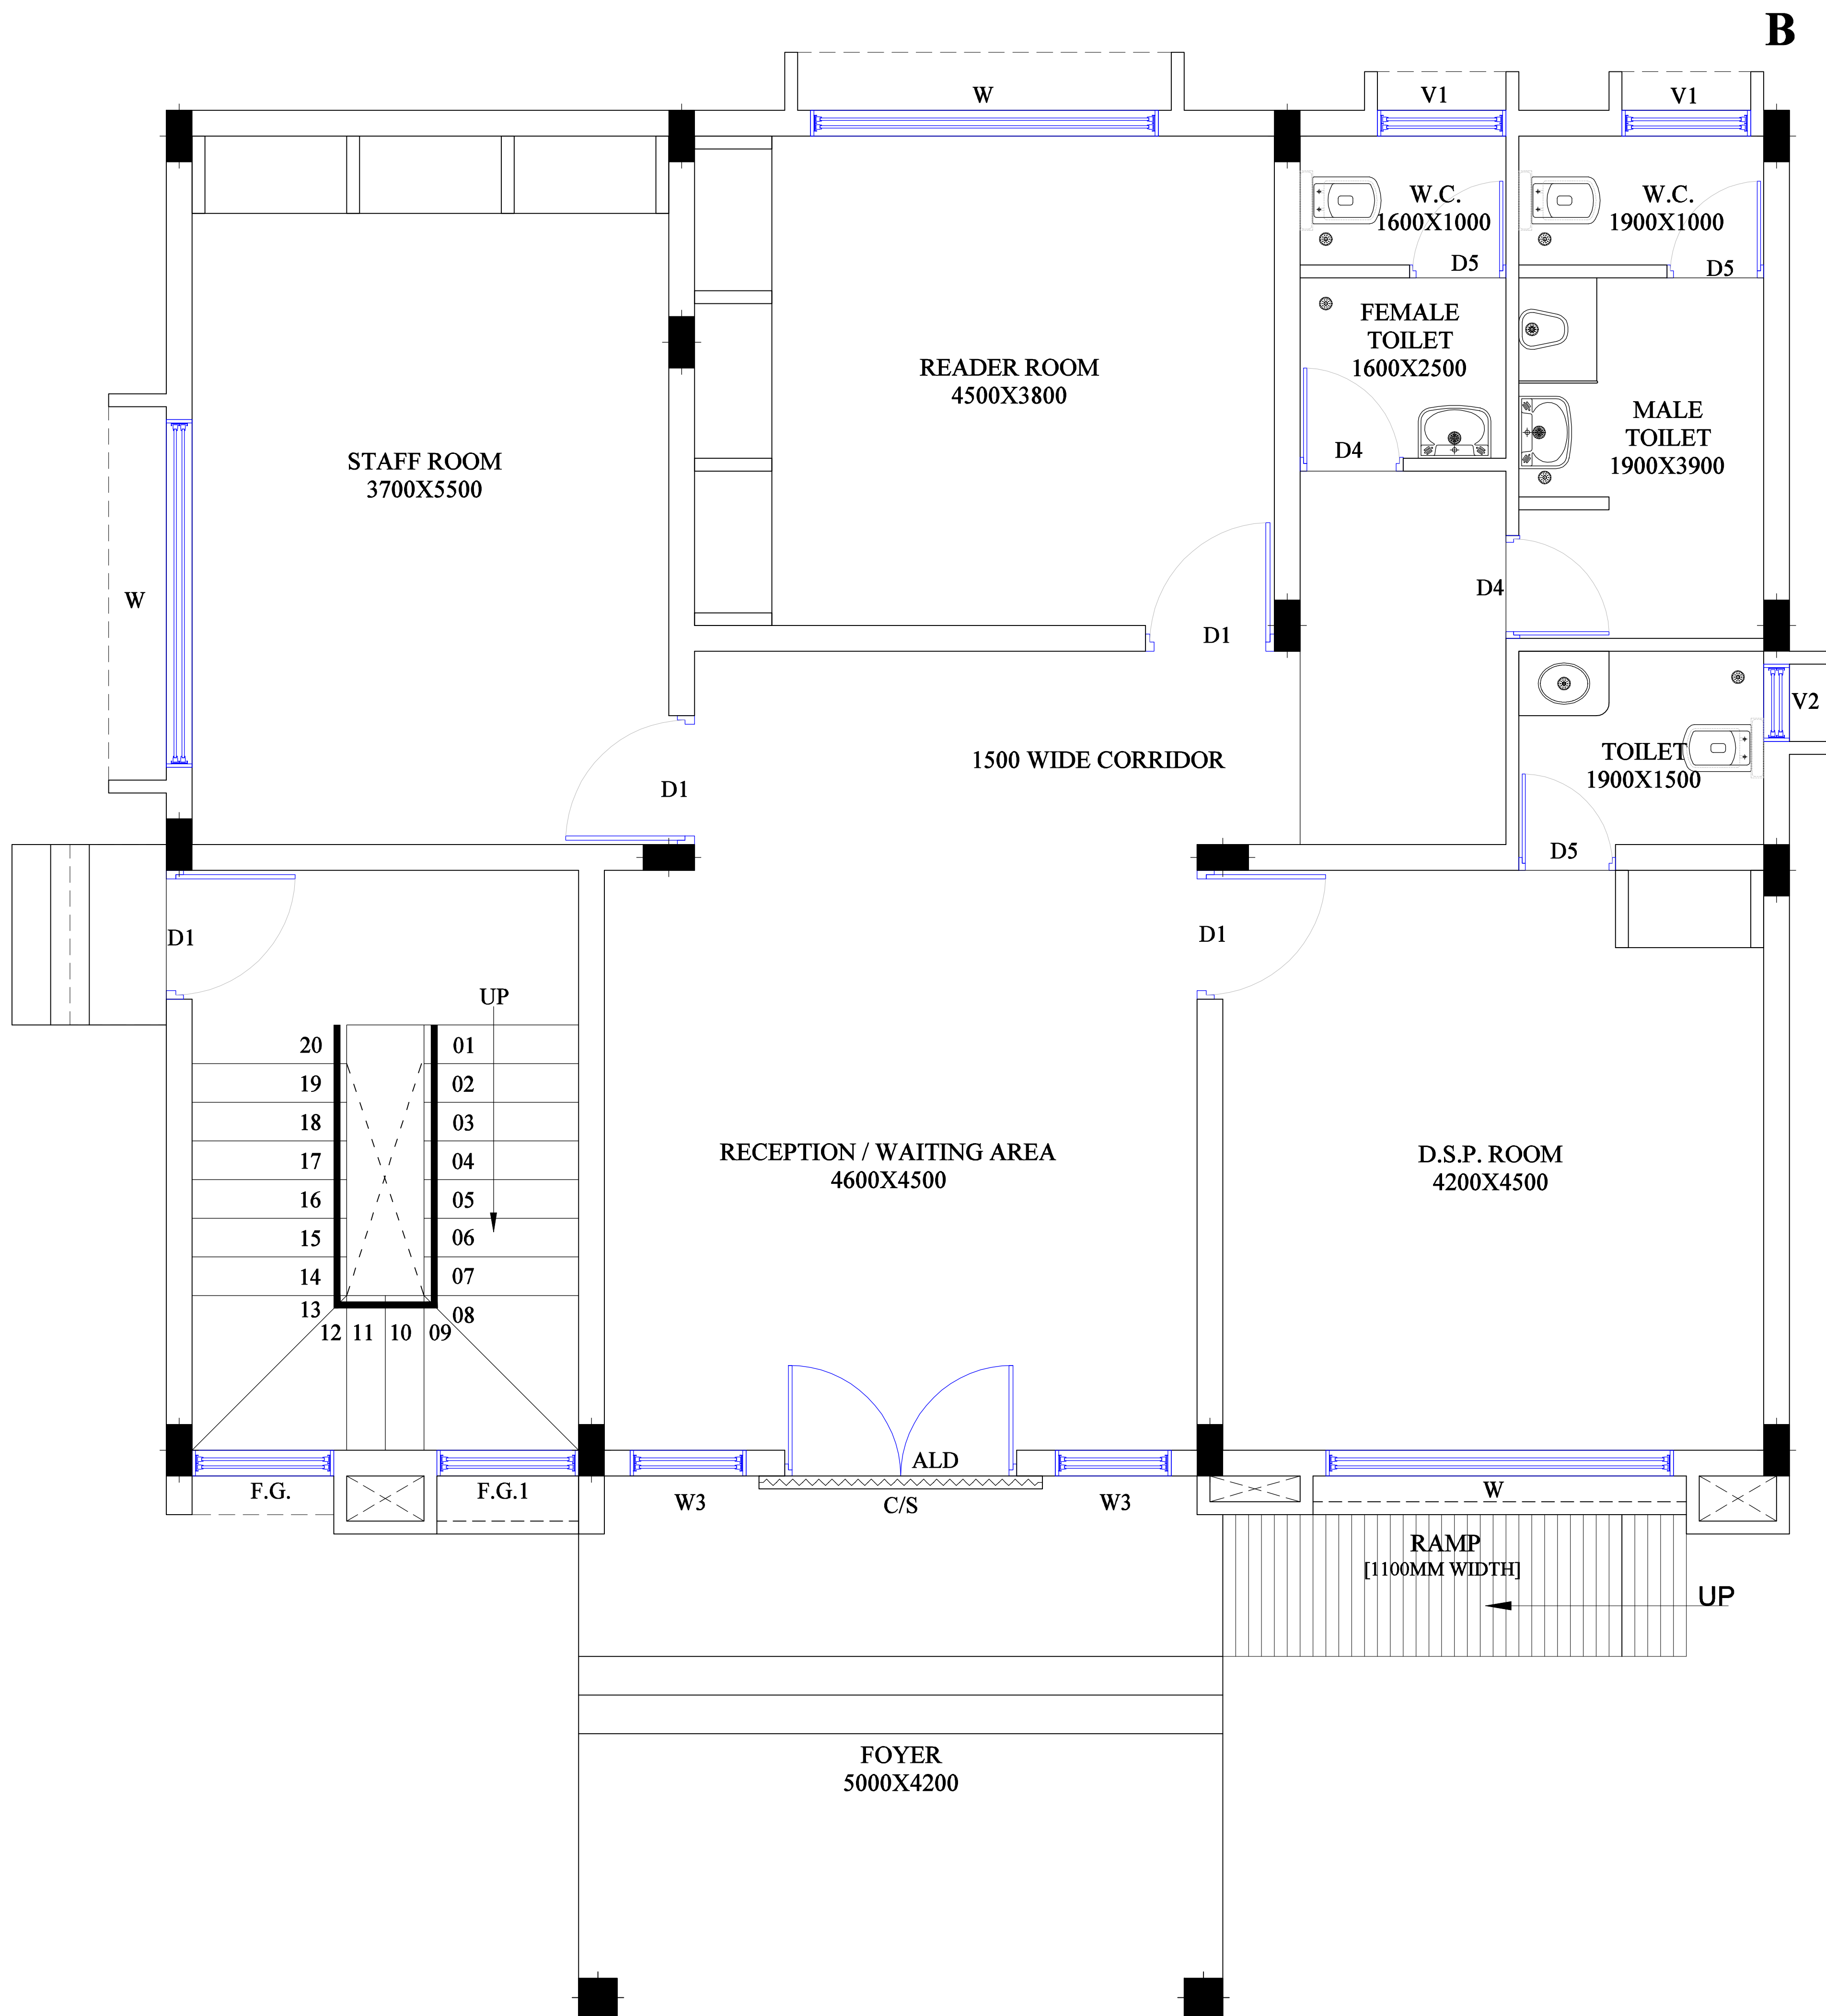 B
W
V1
V1
W.C.
1600X1000
W.C.
1900X1000
D5
D5
FEMALE
TOILET
1600X2500
READER ROOM
4500X3800
MALE
TOILET
1900X3900
D4
STAFF ROOM
3700X5500
W
D4
D1
V2
1500 WIDE CORRIDOR
TOILET
1900X1500
D1
D5
D1
D1
UP
20
01
19
02
18
03
17
04
16
05
15
06
14
07
13
08
12
11
10
09
RECEPTION / WAITING AREA
4600X4500
D.S.P. ROOM
4200X4500
ALD
F.G.
F.G.1
W3
C/S
W3
W
RAMP
[1100MM WIDTH]
UP
FOYER
5000X4200